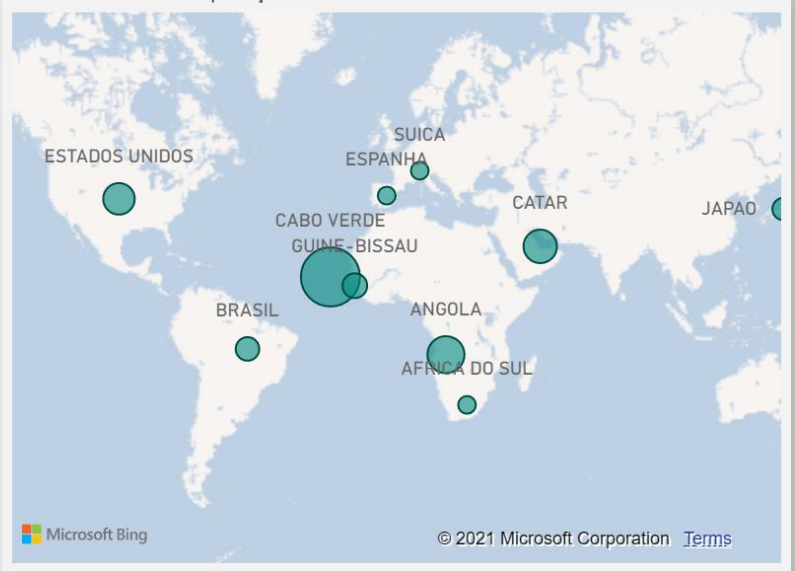 SUICA
ESTADOS UNIDOS
ESPANHA
CATAR
JAPAO
CABO VERDE
GUINE-BISSAU
BRASIL
ANGOLA
AFRICA DO SUL
Microsoft Bing
© 2021 Microsoft Corporation Terms